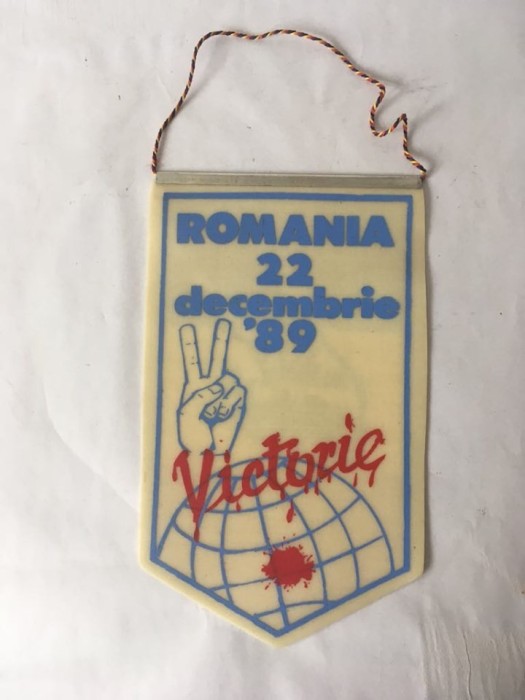 ROMANIA
22
decembrie
'89
Victorie